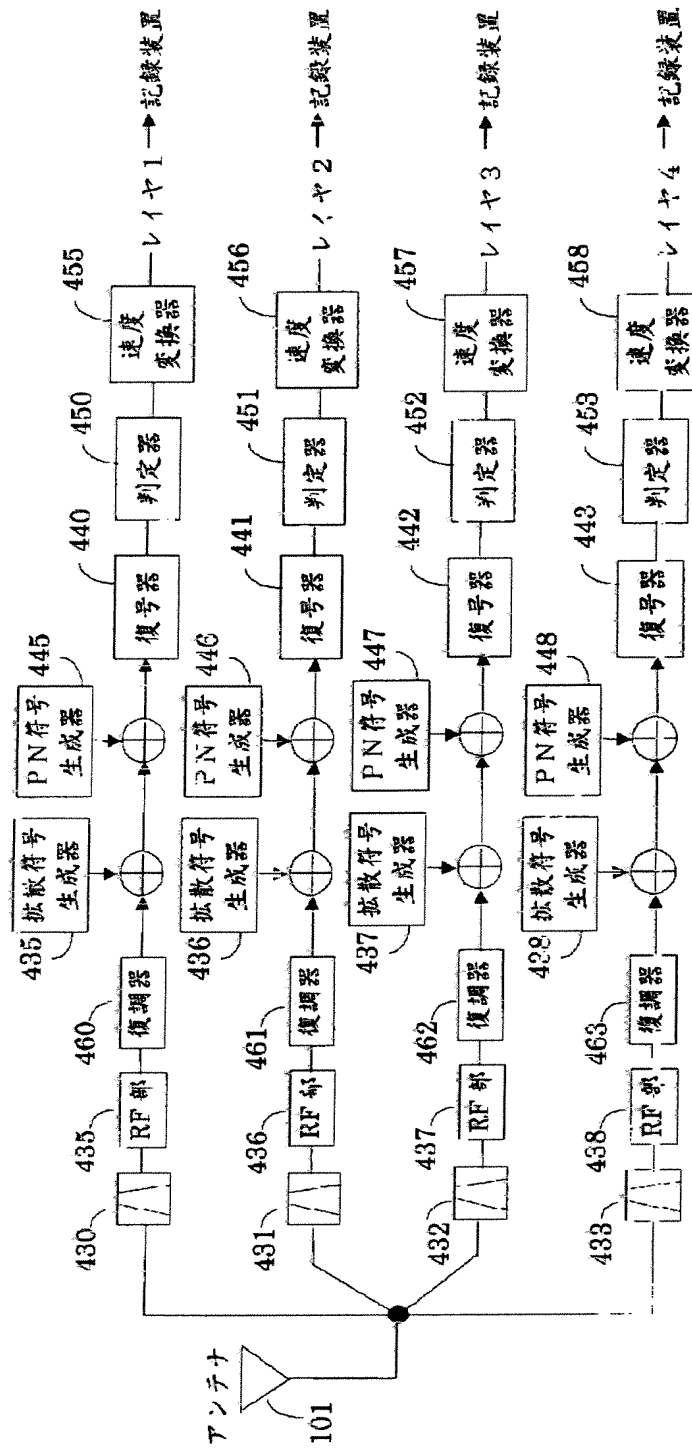 アンテナ
101
430
435
RF部
460
復調器
435
拡散符号
生成器
445
PN符号
生成器
440
復号器
450
判定器
455
速度
変換器
レイヤ1
記録装置
431
436
RF部
461
復調器
436
拡散符号
生成器
446
PN符号
生成器
441
復号器
451
判定器
456
速度
変換器
レイヤ2
記録装置
432
437
RF部
462
復調器
437
拡散符号
生成器
447
PN符号
生成器
442
復号器
452
判定器
457
速度
変換器
レイヤ3
記録装置
433
438
RF部
463
復調器
438
拡散符号
生成器
448
PN符号
生成器
443
復号器
453
判定器
458
速度
変換器
レイヤ4
記録装置